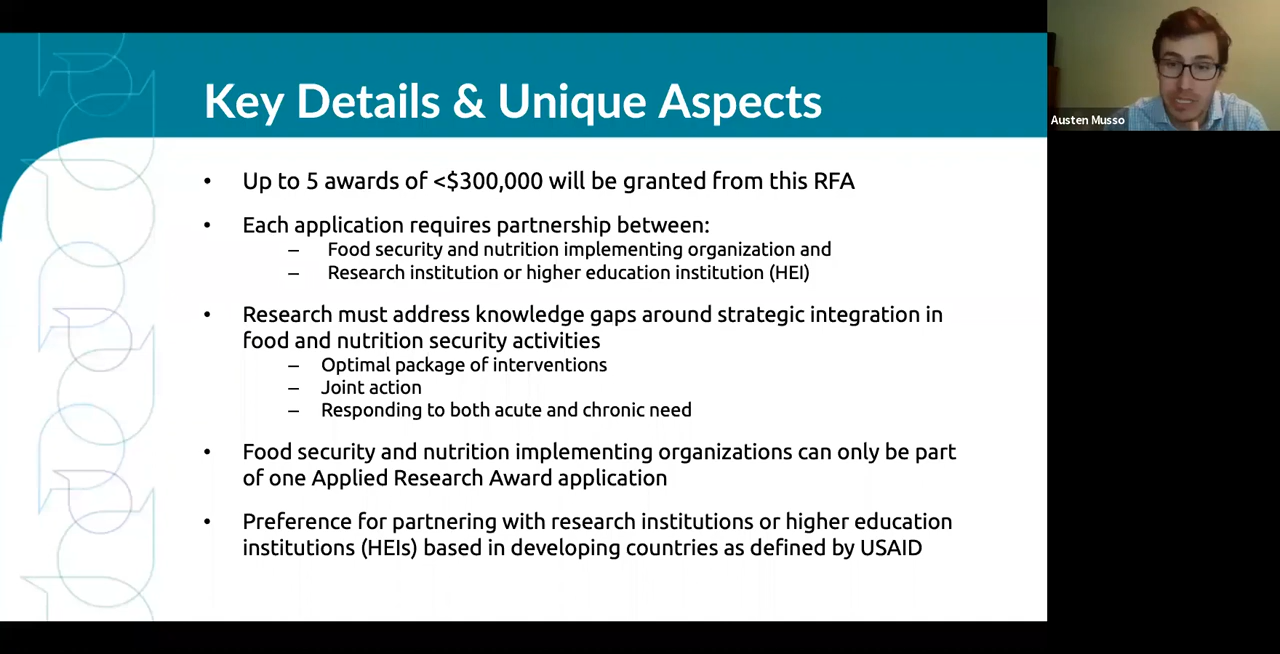 Key Details & Unique Aspects
Austen Musso
• Up to 5 awards of <$300,000 will be granted from this RFA
• Each application requires partnership between:
– Food security and nutrition implementing organization and
– Research institution or higher education institution (HEI)
• Research must address knowledge gaps around strategic integration in
food and nutrition security activities
– Optimal package of interventions
– Joint action
– Responding to both acute and chronic need
• Food security and nutrition implementing organizations can only be part
of one Applied Research Award application
• Preference for partnering with research institutions or higher education
institutions (HEIs) based in developing countries as defined by USAID